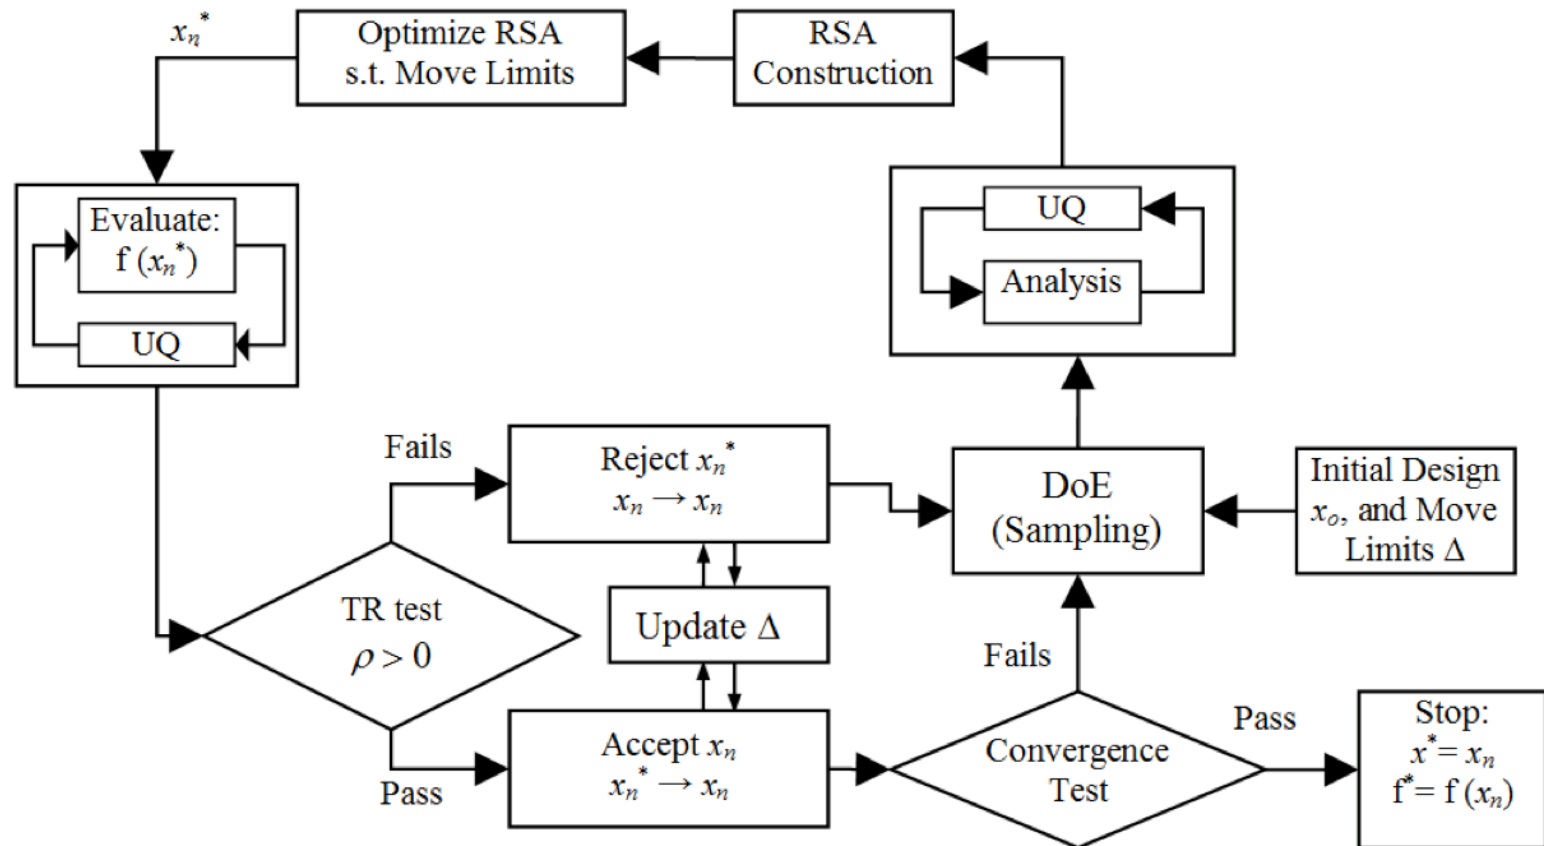 xₙ*
Optimize RSA
s.t. Move Limits
RSA
Construction
Evaluate:
f (xₙ*)
UQ
UQ
Analysis
Fails
Reject xₙ*
xₙ → xₙ
DoE
(Sampling)
Initial Design
xₒ, and Move
Limits Δ
TR test
ρ > 0
Update Δ
Fails
Pass
Accept xₙ
xₙ* → xₙ
Convergence
Test
Pass
Stop:
x*= xₙ
f*= f (xₙ)